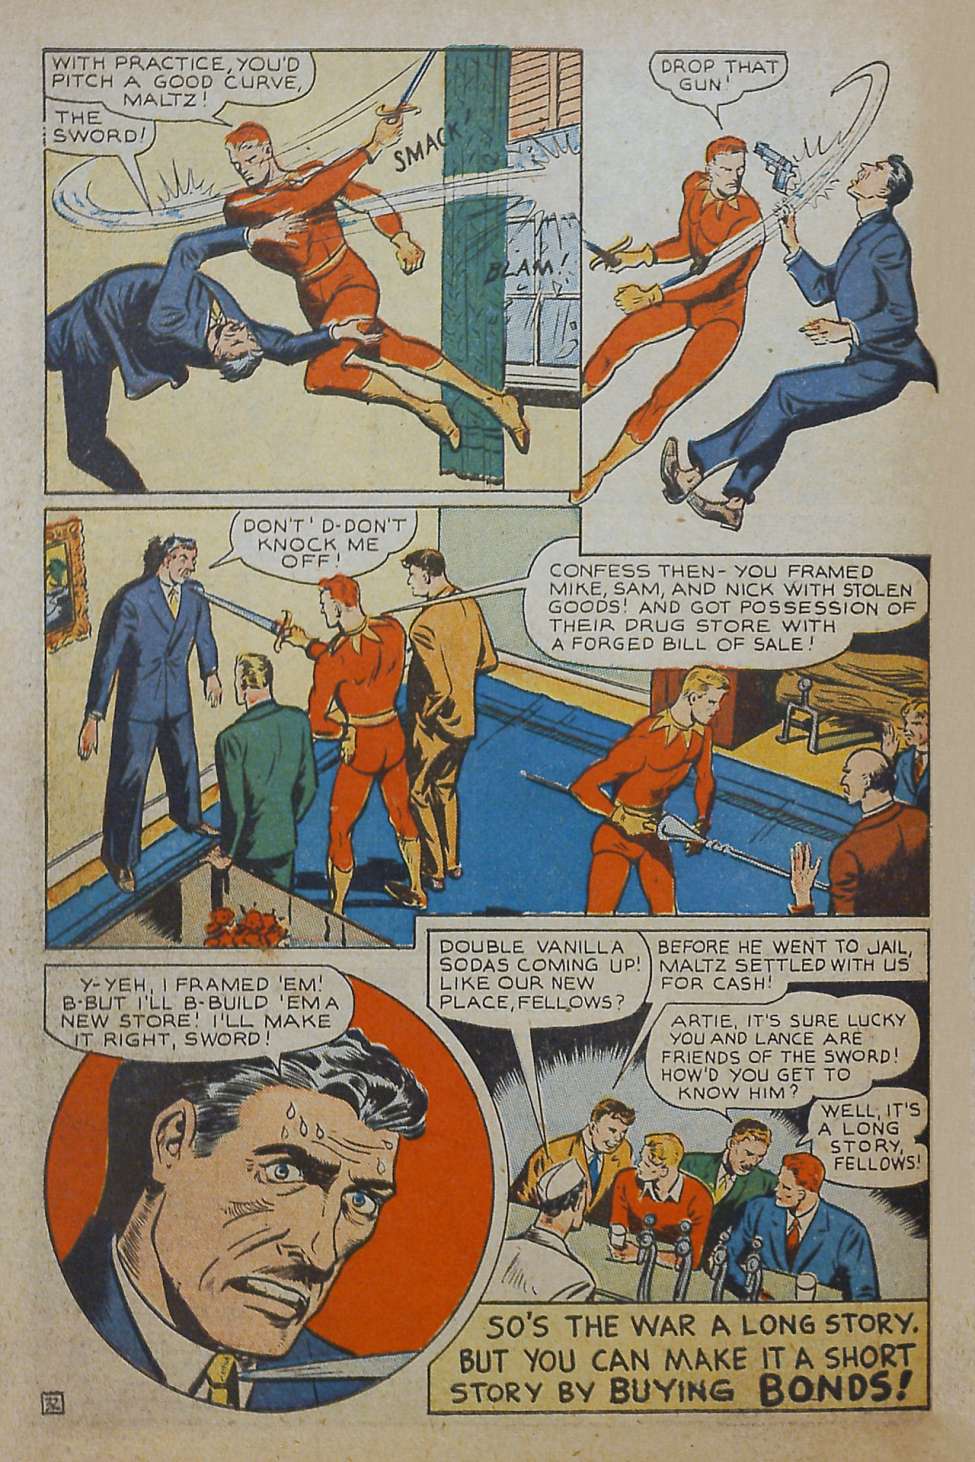 WITH PRACTICE, YOU'D
PITCH A GOOD CURVE,
MALTZ!
THE
SWORD!
SMACK!
BLAM!
DROP THAT
GUN!
DON'T! D-DON'T
KNOCK ME
OFF!
CONFESS THEN- YOU FRAMED
MIKE, SAM, AND NICK WITH STOLEN
GOODS! AND GOT POSSESSION OF
THEIR DRUG STORE WITH
A FORGED BILL OF SALE!
Y-YEH, I FRAMED 'EM!
B-BUT I'LL B-BUILD 'EM A
NEW STORE! I'LL MAKE
IT RIGHT, SWORD!
DOUBLE VANILLA
SODAS COMING UP!
LIKE OUR NEW
PLACE, FELLOWS?
BEFORE HE WENT TO JAIL,
MALTZ SETTLED WITH US
FOR CASH!
ARTIE, IT'S SURE LUCKY
YOU AND LANCE ARE
FRIENDS OF THE SWORD!
HOW'D YOU GET TO
KNOW HIM?
WELL, IT'S
A LONG
STORY,
FELLOWS!
SO'S THE WAR A LONG STORY.
BUT YOU CAN MAKE IT A SHORT
STORY BY BUYING BONDS!
32